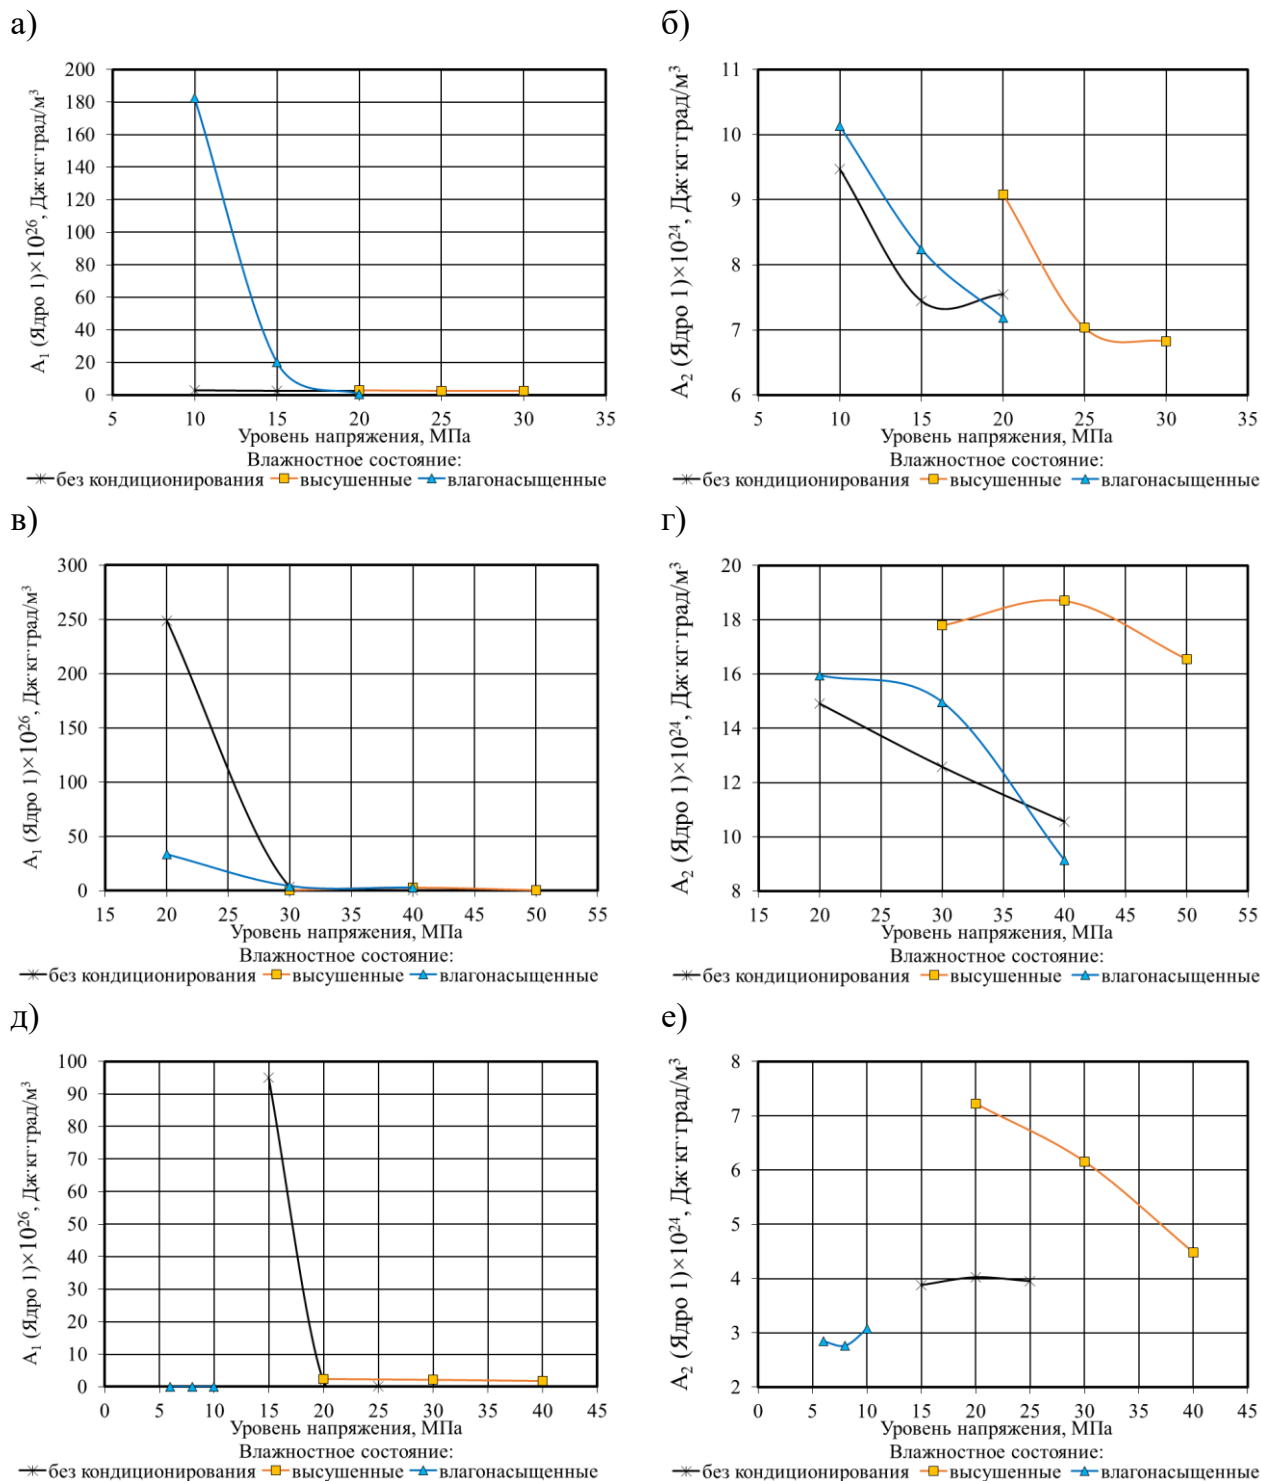 а)
A₁ (Ядро 1)×10²⁶, Дж·кг·град/м³
200
180
160
140
120
100
80
60
40
20
0
5 10 15 20 25 30 35
Уровень напряжения, МПа
Влажностное состояние:
без кондиционирования высушенные влагонасыщенные
б)
A₂ (Ядро 1)×10²⁴, Дж·кг·град/м³
11
10
9
8
7
6
5 10 15 20 25 30 35
Уровень напряжения, МПа
Влажностное состояние:
без кондиционирования высушенные влагонасыщенные
в)
A₁ (Ядро 1)×10²⁶, Дж·кг·град/м³
300
250
200
150
100
50
0
15 20 25 30 35 40 45 50 55
Уровень напряжения, МПа
Влажностное состояние:
без кондиционирования высушенные влагонасыщенные
г)
A₂ (Ядро 1)×10²⁴, Дж·кг·град/м³
20
18
16
14
12
10
8
15 20 25 30 35 40 45 50 55
Уровень напряжения, МПа
Влажностное состояние:
без кондиционирования высушенные влагонасыщенные
д)
A₁ (Ядро 1)×10²⁶, Дж·кг·град/м³
100
90
80
70
60
50
40
30
20
10
0
0 5 10 15 20 25 30 35 40 45
Уровень напряжения, МПа
Влажностное состояние:
без кондиционирования высушенные влагонасыщенные
е)
A₂ (Ядро 1)×10²⁴, Дж·кг·град/м³
8
7
6
5
4
3
2
0 5 10 15 20 25 30 35 40 45
Уровень напряжения, МПа
Влажностное состояние:
без кондиционирования высушенные влагонасыщенные